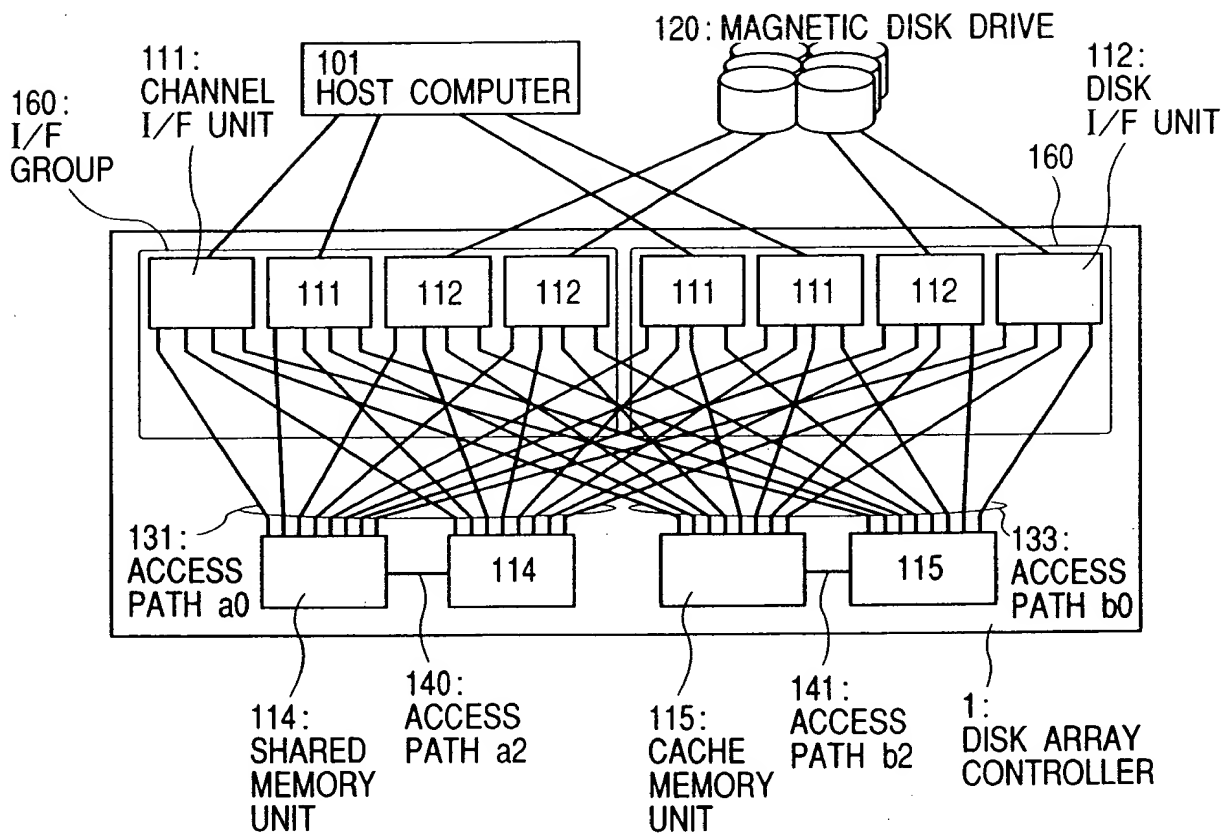 120: MAGNETIC DISK DRIVE
111:
CHANNEL
I/F UNIT
101
HOST COMPUTER
112:
DISK
I/F UNIT
160:
I/F
GROUP
160
111
112
112
111
111
112
131:
ACCESS
PATH a0
114
115
133:
ACCESS
PATH b0
114:
SHARED
MEMORY
UNIT
140:
ACCESS
PATH a2
115:
CACHE
MEMORY
UNIT
141:
ACCESS
PATH b2
1:
DISK ARRAY
CONTROLLER